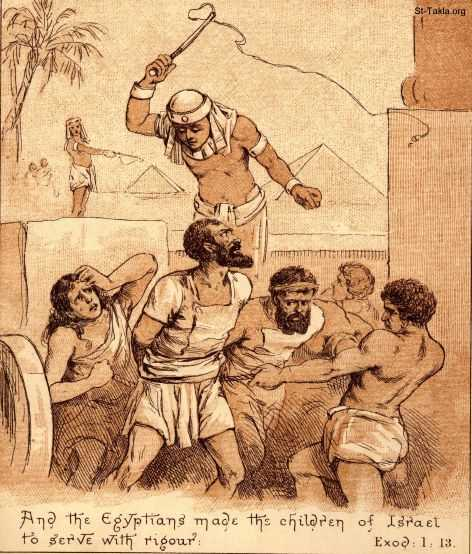 St-Takla.org
And the Egyptians made the children of Israel
to serve with rigour: Exod: 1: 13.